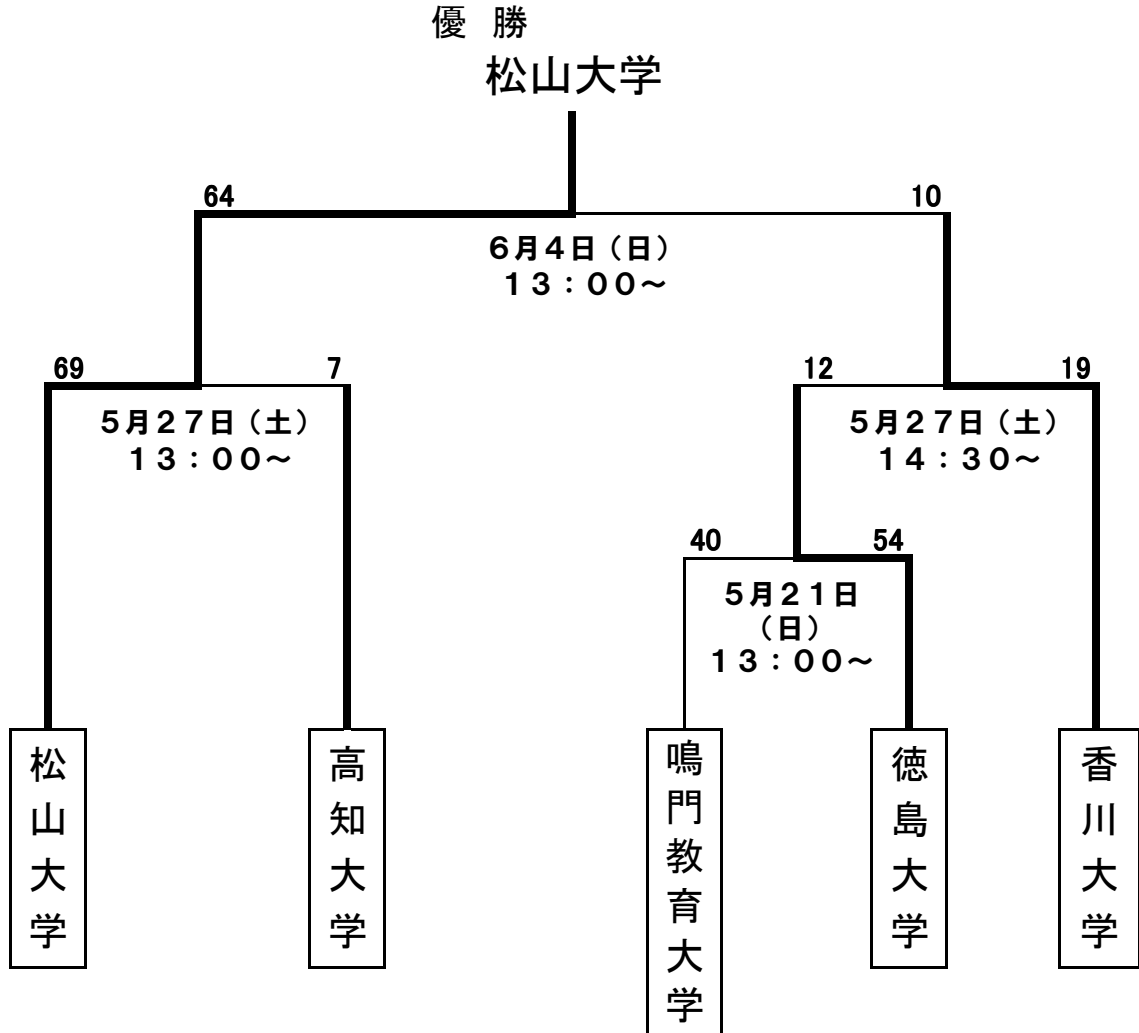 優 勝
松山大学
64
10
６月４日（日）
１３：００～
69
7
12
19
５月２７日（土）
１３：００～
５月２７日（土）
１４：３０～
40
54
５月２１日
（日）
１３：００～
松山大学
高知大学
鳴門教育大学
徳島大学
香川大学